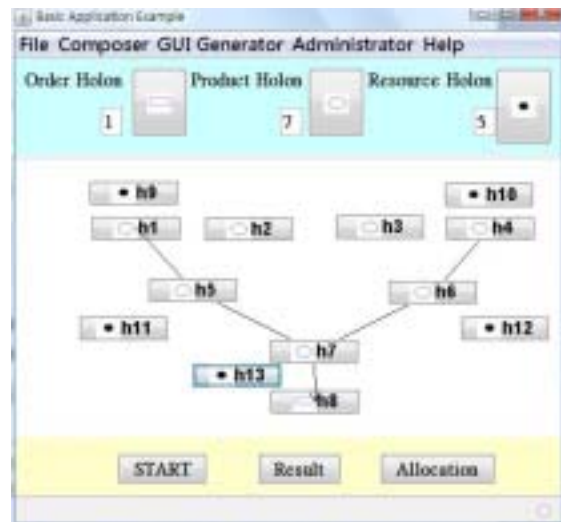 Basic Application Example
File Composer GUI Generator Administrator Help
Order Holon Product Holon Resource Holon
1 7 5
h9 h10
h1 h2 h3 h4
h5 h6
h11 h12
h7
h13
h8
START Result Allocation